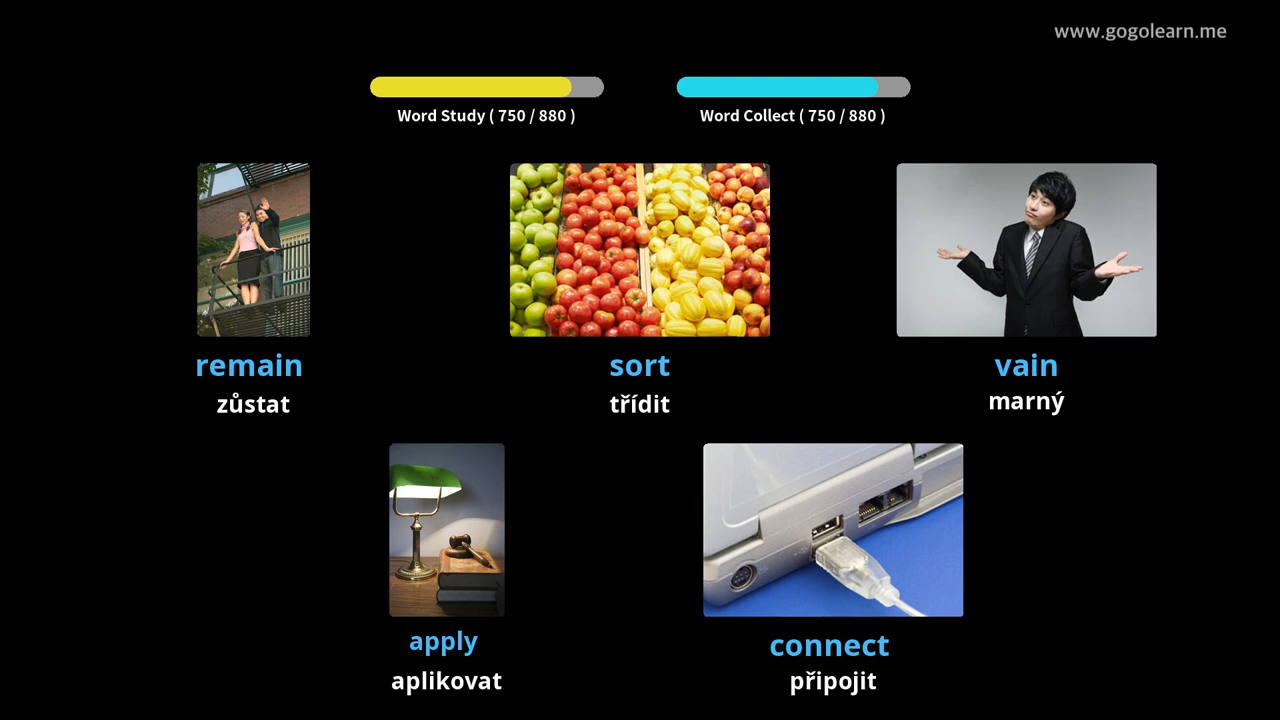 www.gogolearn.me
Word Study ( 750 / 880 )
Word Collect ( 750 / 880 )
remain
zůstat
sort
třídit
vain
marný
apply
aplikovat
connect
připojit